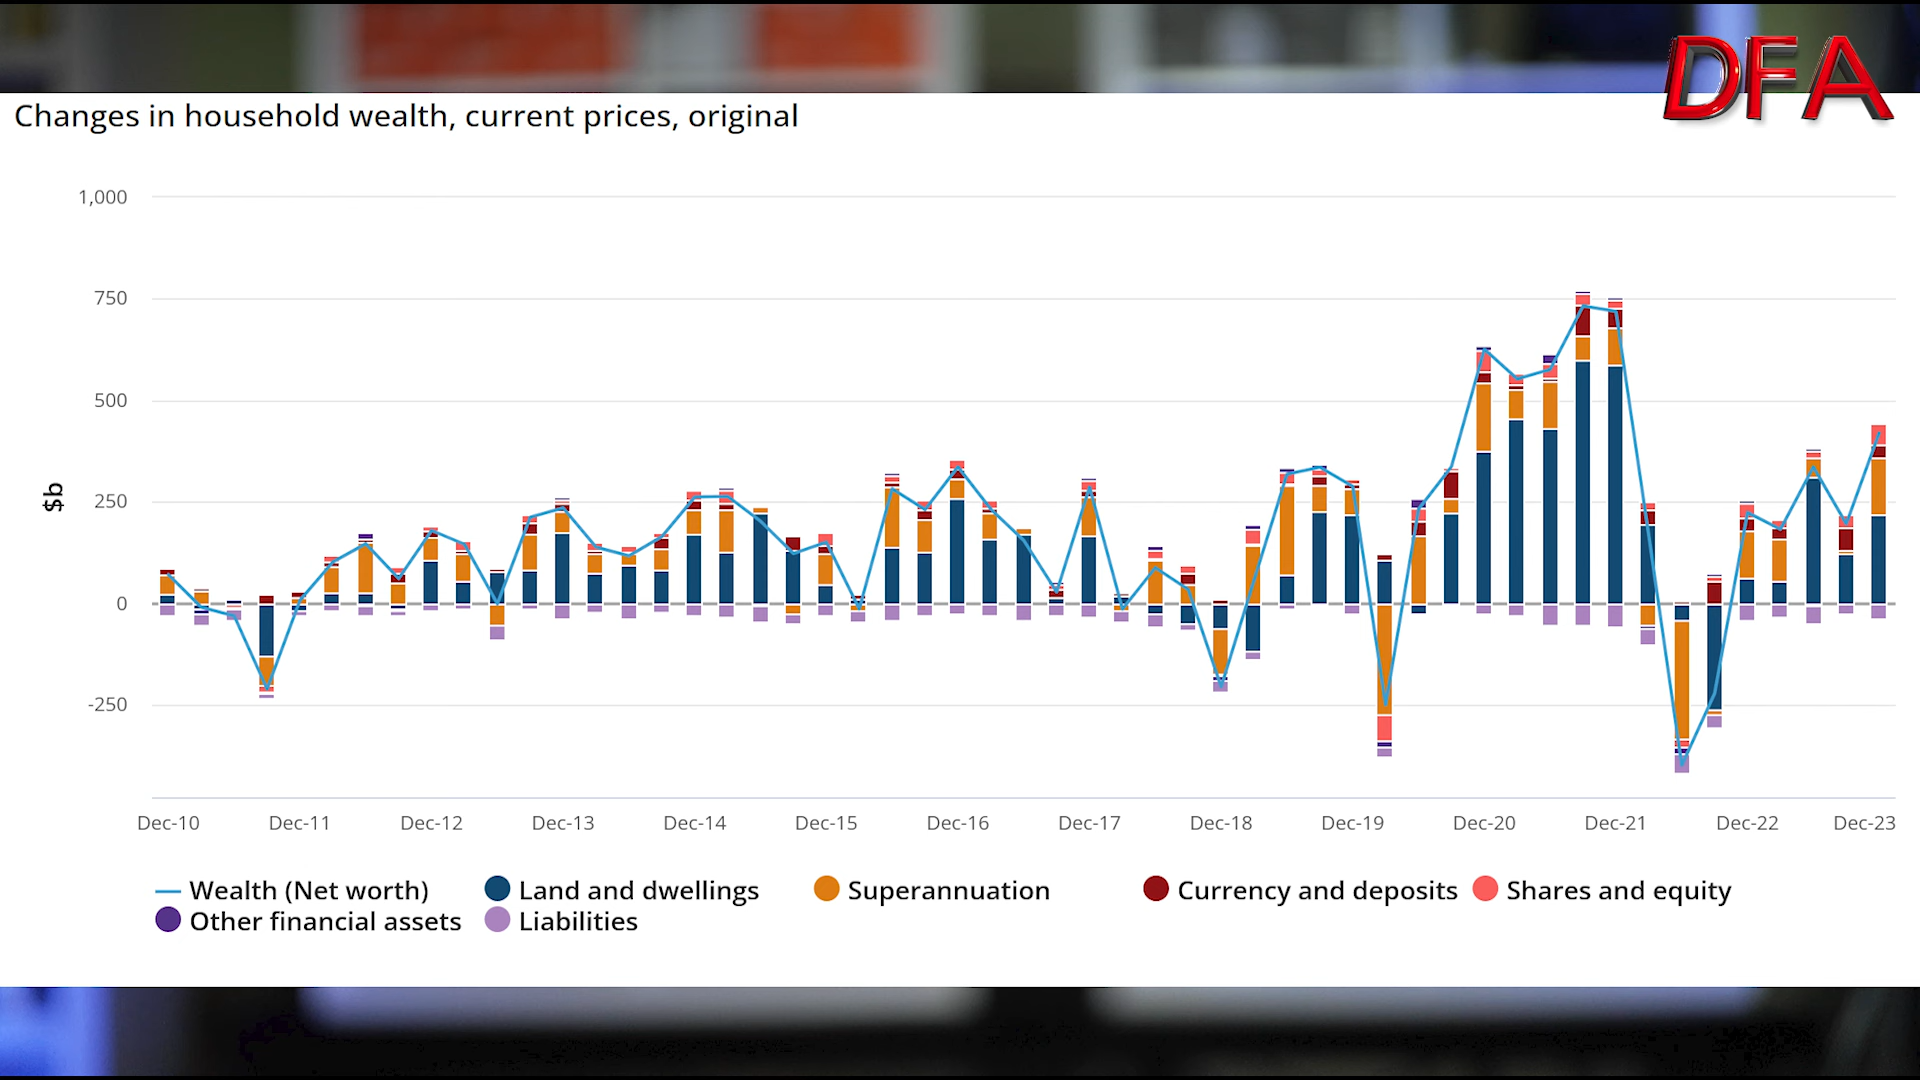 DFA
Changes in household wealth, current prices, original
1,000
750
500
250
0
-250
$b
Dec-10 Dec-11 Dec-12 Dec-13 Dec-14 Dec-15 Dec-16 Dec-17 Dec-18 Dec-19 Dec-20 Dec-21 Dec-22 Dec-23
Wealth (Net worth) Land and dwellings Superannuation Currency and deposits Shares and equity
Other financial assets Liabilities